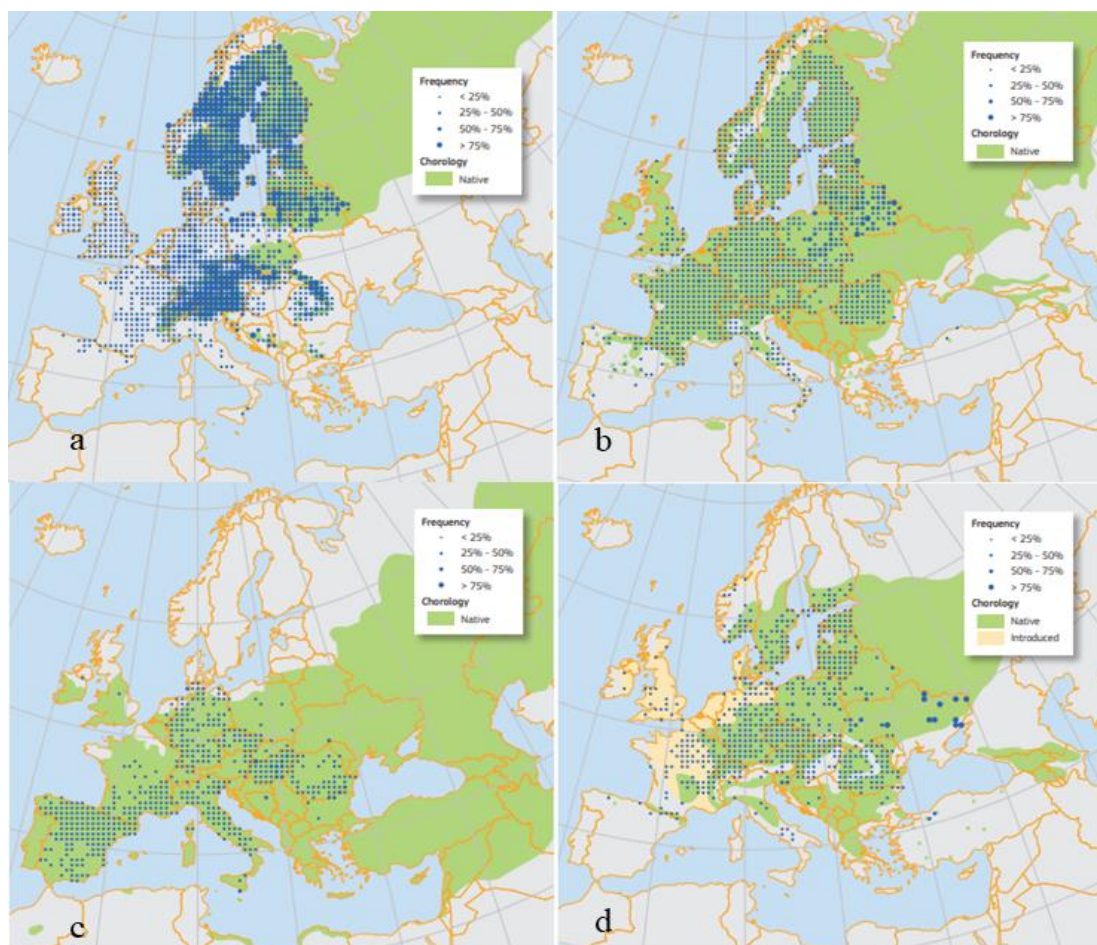 Frequency
< 25%
25% - 50%
50% - 75%
> 75%
Chorology
Native
a
Frequency
< 25%
25% - 50%
50% - 75%
> 75%
Chorology
Native
b
Frequency
< 25%
25% - 50%
50% - 75%
> 75%
Chorology
Native
c
Frequency
< 25%
25% - 50%
50% - 75%
> 75%
Chorology
Native
Introduced
d